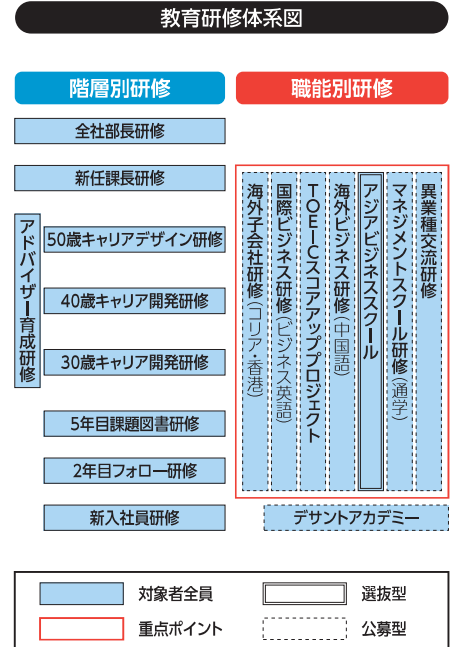 教育研修体系図
階層別研修
職能別研修
全社部長研修
新任課長研修
アドバイザー育成研修
50歳キャリアデザイン研修
40歳キャリア開発研修
30歳キャリア開発研修
5年目課題図書研修
2年目フォロー研修
新入社員研修
海外子会社研修(コリア・香港)
国際ビジネス研修(ビジネス英語)
TOEICスコアアッププロジェクト
海外ビジネス研修(中国語)
アジアビジネススクール
マネジメントスクール研修(通学)
異業種交流研修
デサントアカデミー
対象者全員
選抜型
重点ポイント
公募型